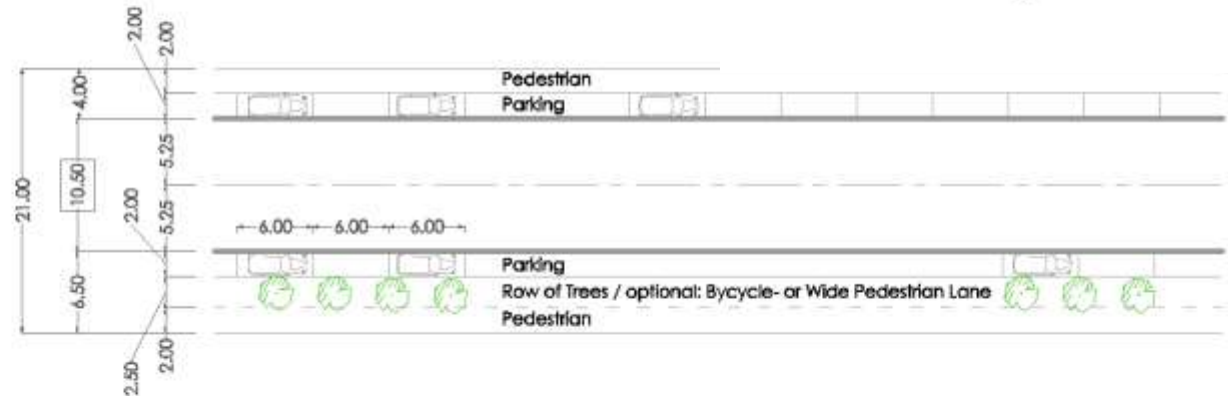 2.00
2.00
Pedestrian
4.00
Parking
5.25
10.50
21.00
5.25
2.00
6.00 6.00 6.00
Parking
6.50
Row of Trees / optional: Bycycle- or Wide Pedestrian Lane
Pedestrian
2.00
2.50